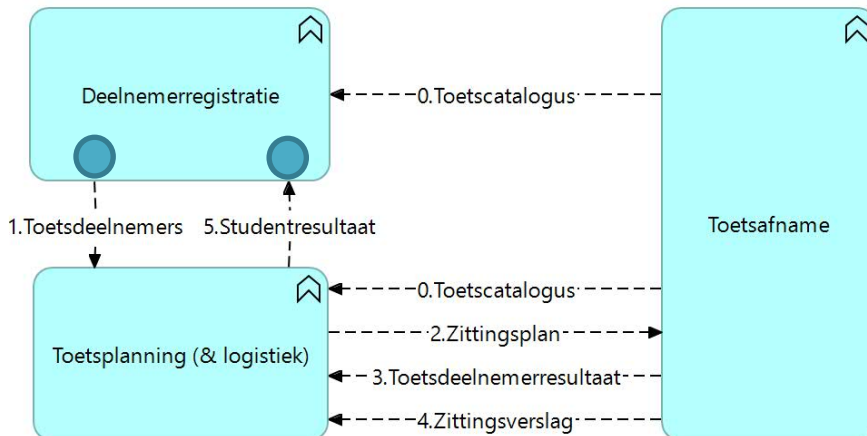 Deelnemerregistratie
0.Toetscatalogus
1.Toetsdeelnemers
5.Studentresultaat
Toetsafname
0.Toetscatalogus
2.Zittingsplan
Toetsplanning (& logistiek)
3.Toetsdeelnemerresultaat
4.Zittingsverslag